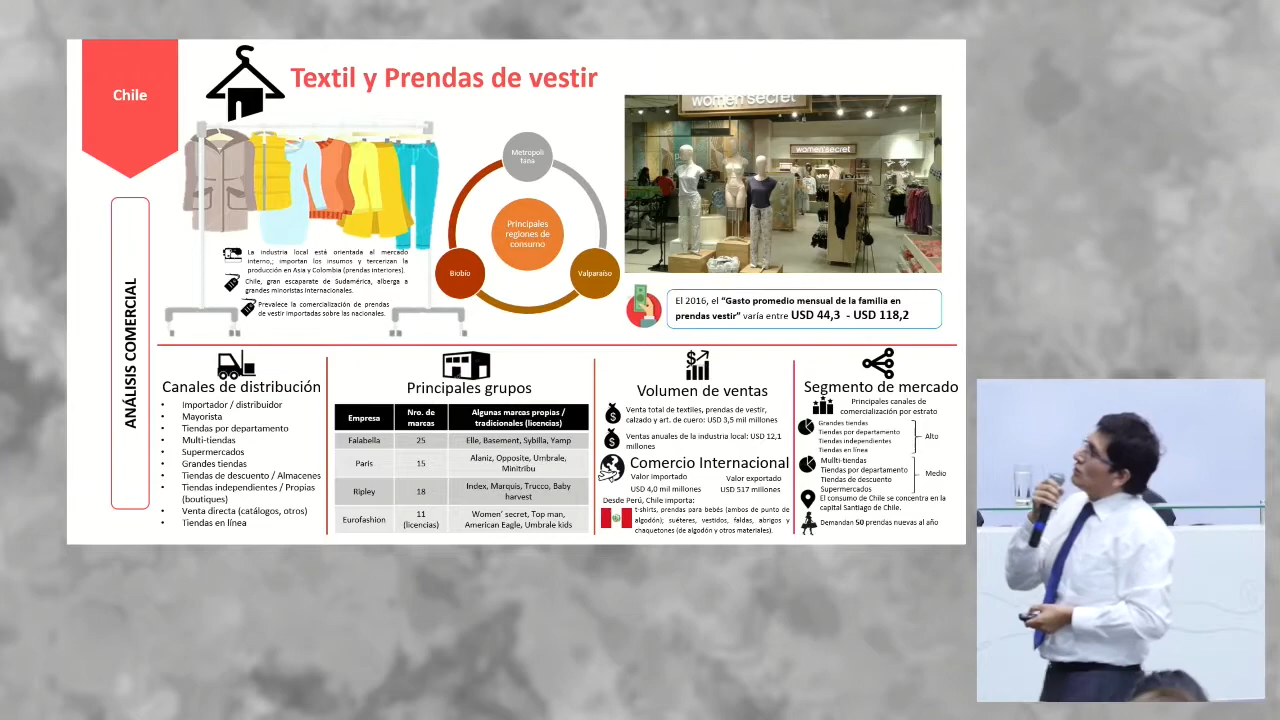 Chile
Textil y Prendas de vestir
women'secret
women'secret
Metropoli
tana
Principales
regiones de
consumo
Biobío
Valparaíso
La industria local está orientada al mercado
interno,; importan los insumos y tercerizan la
producción en Asia y Colombia (prendas interiores).
Chile, gran escaparate de Sudamérica, alberga a
grandes minoristas internacionales.
Prevalece la comercialización de prendas
de vestir importadas sobre las nacionales.
El 2016, el “Gasto promedio mensual de la familia en
prendas vestir” varía entre USD 44,3 - USD 118,2
ANÁLISIS COMERCIAL
Canales de distribución
• Importador / distribuidor
• Mayorista
• Tiendas por departamento
• Multi-tiendas
• Supermercados
• Grandes tiendas
• Tiendas de descuento / Almacenes
• Tiendas independientes / Propias
(boutiques)
• Venta directa (catálogos, otros)
• Tiendas en línea
Principales grupos
Empresa Nro. de marcas Algunas marcas propias / tradicionales (licencias)
Falabella 25 Elle, Basement, Sybilla, Yamp
Paris 15 Alaniz, Opposite, Umbrale,
Minitribu
Ripley 18 Index, Marquis, Trucco, Baby
harvest
Eurofashion 11 (licencias) Women’ secret, Top man,
American Eagle, Umbrale kids
Volumen de ventas
Venta total de textiles, prendas de vestir,
calzado y art. de cuero: USD 3,5 mil millones
Ventas anuales de la industria local: USD 12,1
millones
Comercio Internacional
Valor importado Valor exportado
USD 4,0 mil millones USD 517 millones
Desde Perú, Chile importa:
t-shirts, prendas para bebés (ambos de punto de
algodón); suéteres, vestidos, faldas, abrigos y
chaquetones (de algodón y otros materiales).
Segmento de mercado
Principales canales de
comercialización por estrato
Grandes tiendas
Tiendas por departamento
Tiendas independientes
Tiendas en línea
Alto
Multi-tiendas
Tiendas por departamento
Tiendas de descuento
Supermercados
Medio
El consumo de Chile se concentra en la
capital Santiago de Chile.
Demandan 50 prendas nuevas al año